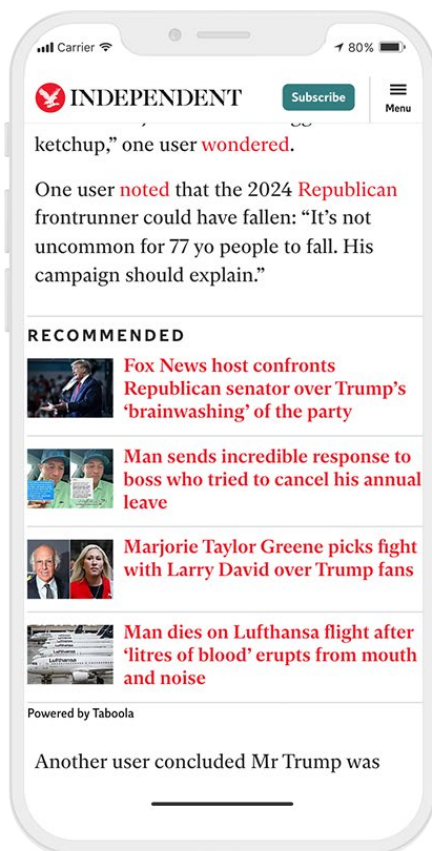 Carrier
80%
INDEPENDENT
Subscribe
Menu
ketchup,” one user wondered.
One user noted that the 2024 Republican
frontrunner could have fallen: “It’s not
uncommon for 77 yo people to fall. His
campaign should explain.”
RECOMMENDED
Fox News host confronts
Republican senator over Trump’s
‘brainwashing’ of the party
Man sends incredible response to
boss who tried to cancel his annual
leave
Marjorie Taylor Greene picks fight
with Larry David over Trump fans
Lufthansa
Man dies on Lufthansa flight after
‘litres of blood’ erupts from mouth
and noise
Powered by Taboola
Another user concluded Mr Trump was